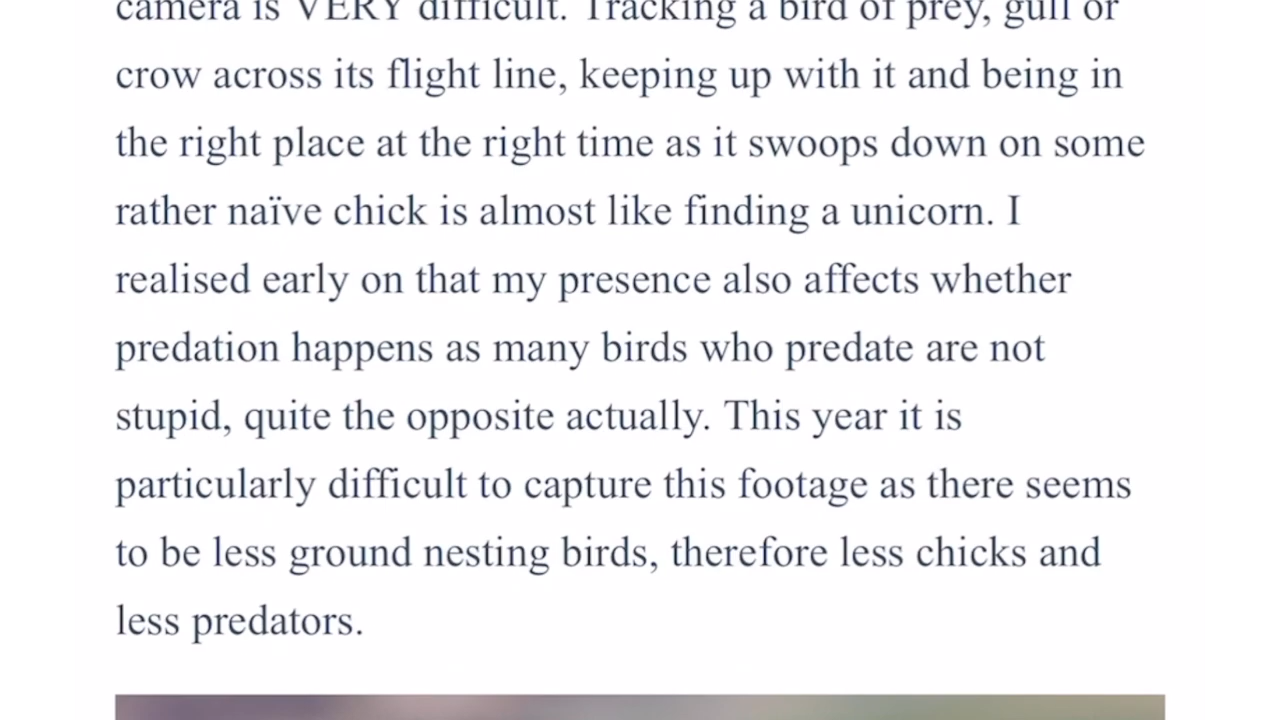 camera is VERY difficult. Tracking a bird of prey, gull or
crow across its flight line, keeping up with it and being in
the right place at the right time as it swoops down on some
rather naïve chick is almost like finding a unicorn. I
realised early on that my presence also affects whether
predation happens as many birds who predate are not
stupid, quite the opposite actually. This year it is
particularly difficult to capture this footage as there seems
to be less ground nesting birds, therefore less chicks and
less predators.